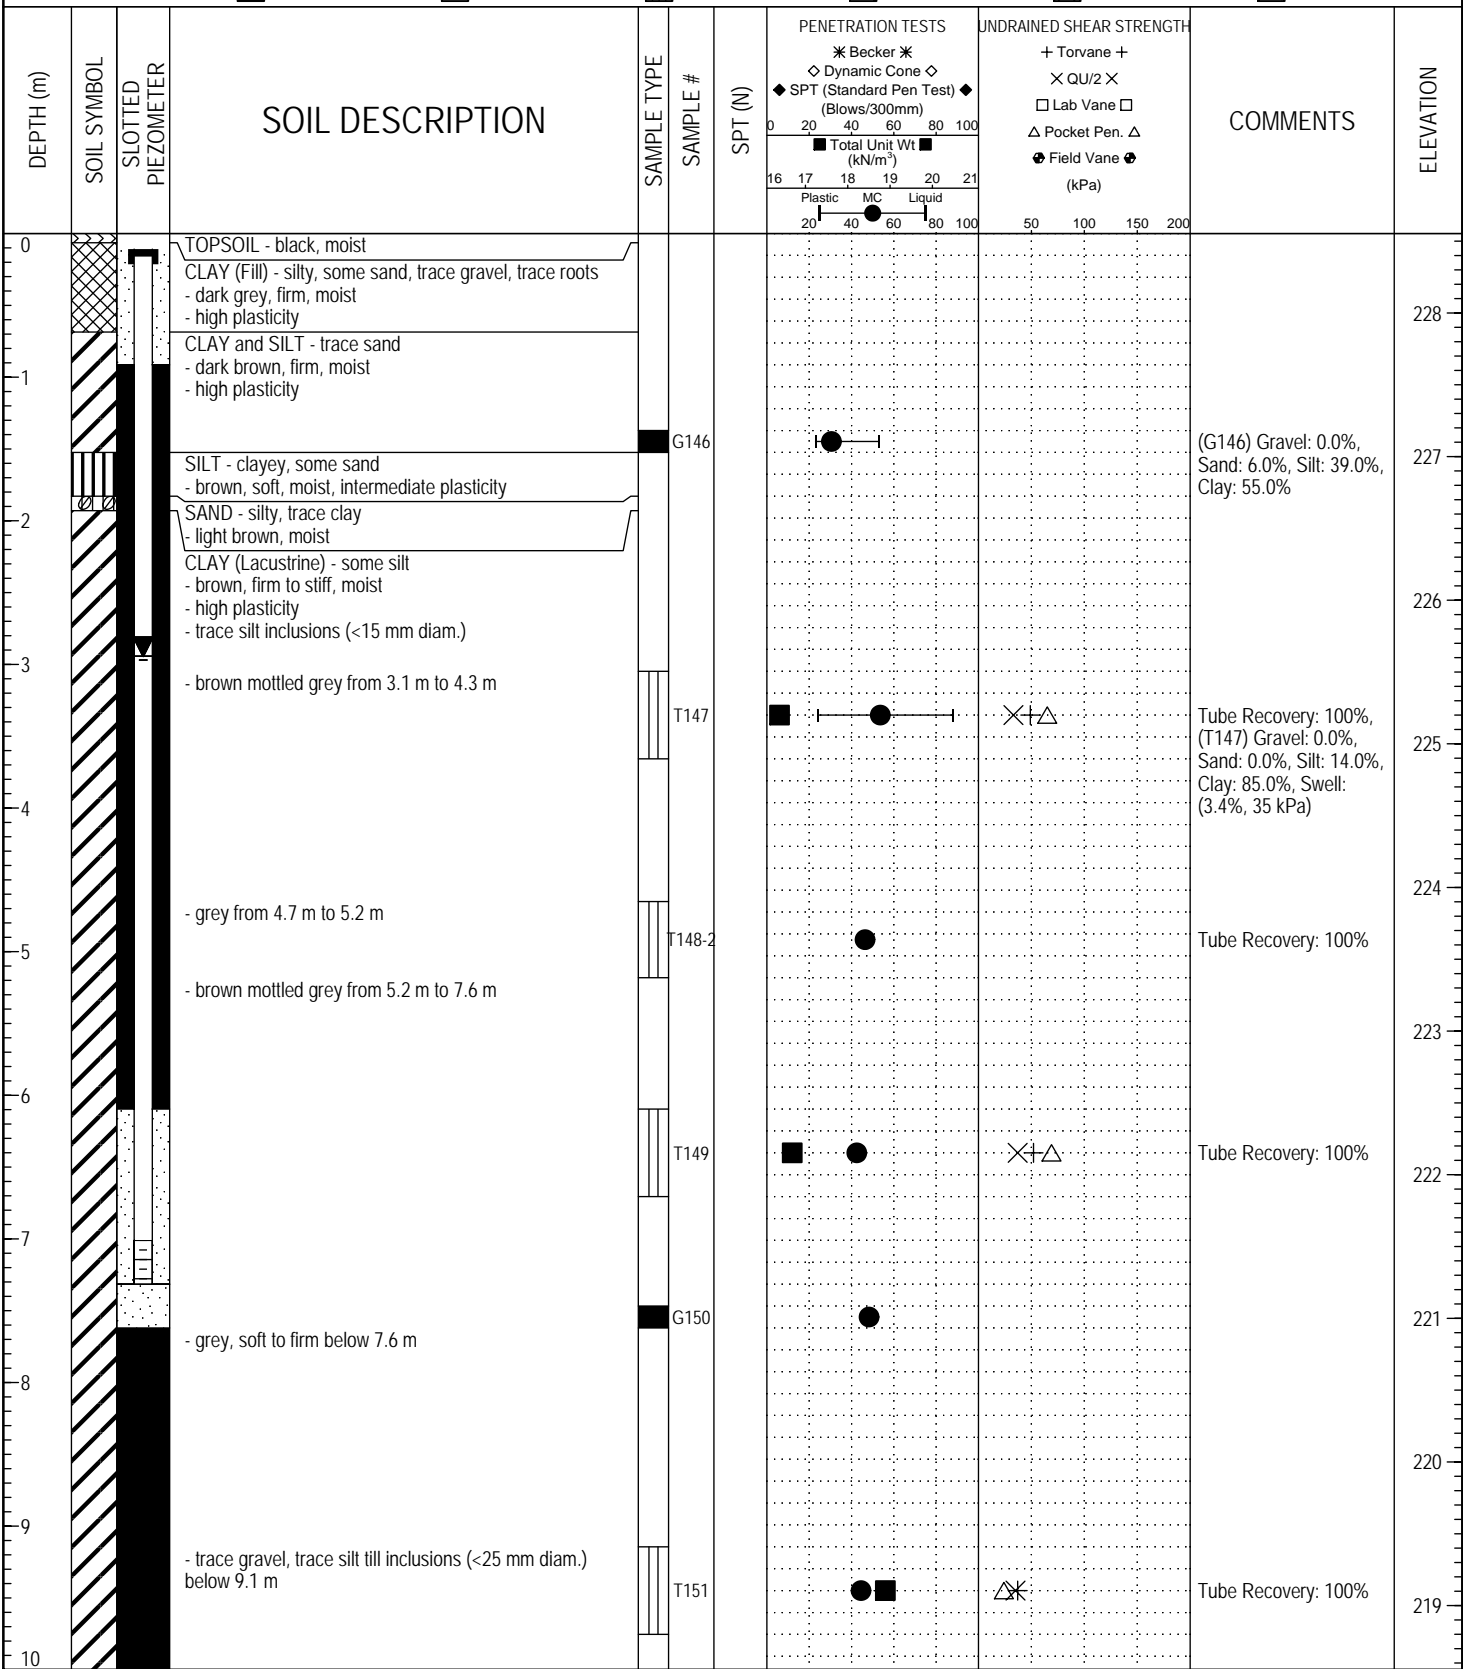 DEPTH (m)
SOIL SYMBOL
SLOTTED
PIEZOMETER
SOIL DESCRIPTION
SAMPLE TYPE
SAMPLE #
SPT (N)
PENETRATION TESTS
✳ Becker ✳
◇ Dynamic Cone ◇
◆ SPT (Standard Pen Test) ◆
(Blows/300mm)
0 20 40 60 80 100
■ Total Unit Wt ■
(kN/m³)
16 17 18 19 20 21
Plastic MC Liquid
20 40 60 80 100
UNDRAINED SHEAR STRENGTH
+ Torvane +
× QU/2 ×
□ Lab Vane □
△ Pocket Pen. △
Field Vane
(kPa)
50 100 150 200
COMMENTS
ELEVATION
0
TOPSOIL - black, moist
CLAY (Fill) - silty, some sand, trace gravel, trace roots
- dark grey, firm, moist
- high plasticity
228
CLAY and SILT - trace sand
- dark brown, firm, moist
- high plasticity
1
G146
(G146) Gravel: 0.0%,
Sand: 6.0%, Silt: 39.0%,
Clay: 55.0%
227
SILT - clayey, some sand
- brown, soft, moist, intermediate plasticity
SAND - silty, trace clay
- light brown, moist
2
CLAY (Lacustrine) - some silt
- brown, firm to stiff, moist
- high plasticity
- trace silt inclusions (<15 mm diam.)
226
3
- brown mottled grey from 3.1 m to 4.3 m
T147
Tube Recovery: 100%,
(T147) Gravel: 0.0%,
Sand: 0.0%, Silt: 14.0%,
Clay: 85.0%, Swell:
(3.4%, 35 kPa)
225
4
224
- grey from 4.7 m to 5.2 m
T148-2
Tube Recovery: 100%
5
- brown mottled grey from 5.2 m to 7.6 m
223
6
T149
Tube Recovery: 100%
222
7
G150
221
- grey, soft to firm below 7.6 m
8
220
9
- trace gravel, trace silt till inclusions (<25 mm diam.)
below 9.1 m
T151
Tube Recovery: 100%
219
10